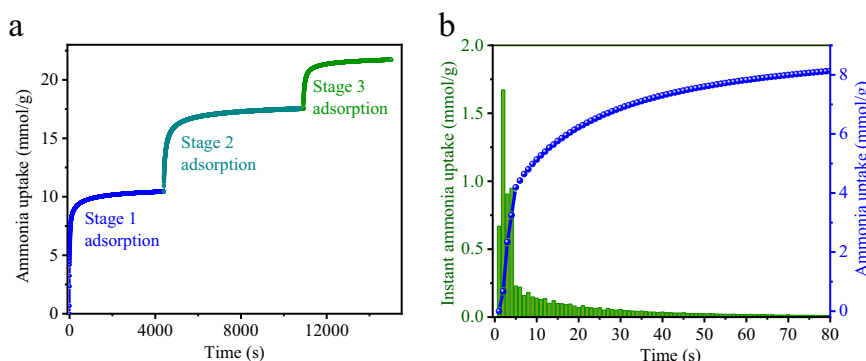 a
20
15
10
5
0
Ammonia uptake (mmol/g)
Stage 1
adsorption
Stage 2
adsorption
Stage 3
adsorption
0
4000
8000
12000
Time (s)
b
2.0
1.5
1.0
0.5
0.0
Instant ammonia uptake (mmol/g)
0
10
20
30
40
50
60
70
80
Time (s)
8
6
4
2
0
Ammonia uptake (mmol/g)